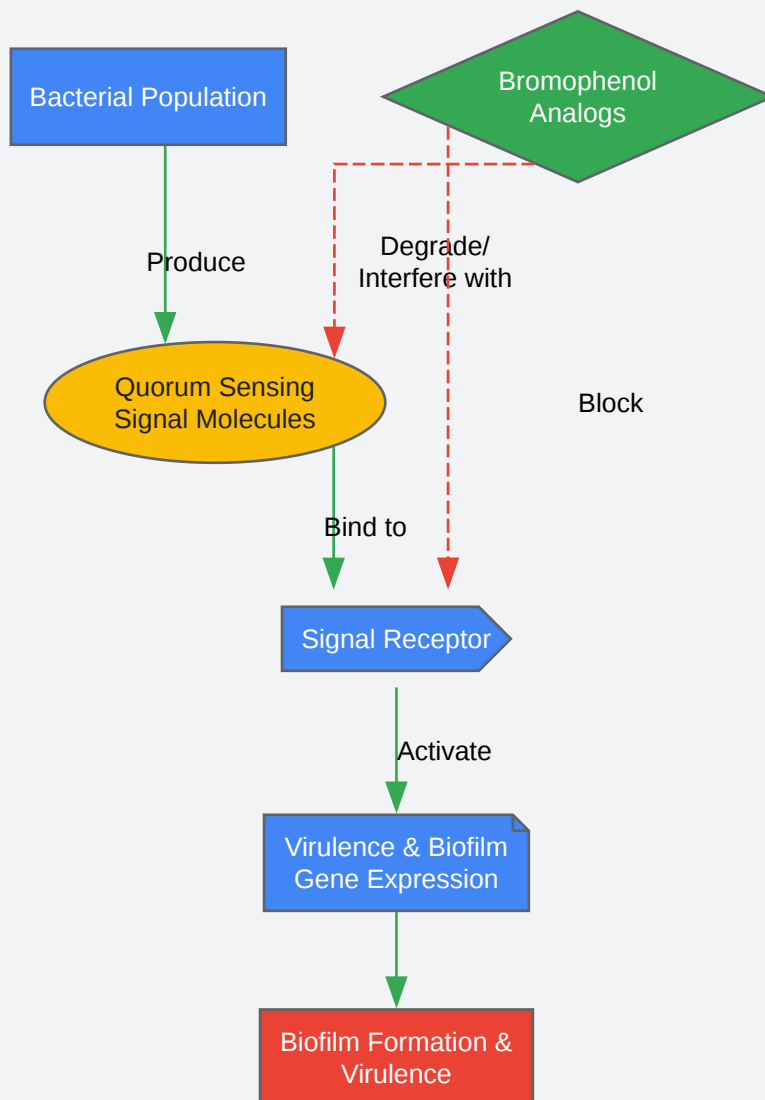 Bacterial Population
Bromophenol
Analogs
Produce
Degrade/
Interfere with
Quorum Sensing
Signal Molecules
Block
Bind to
Signal Receptor
Activate
Virulence & Biofilm
Gene Expression
Biofilm Formation &
Virulence